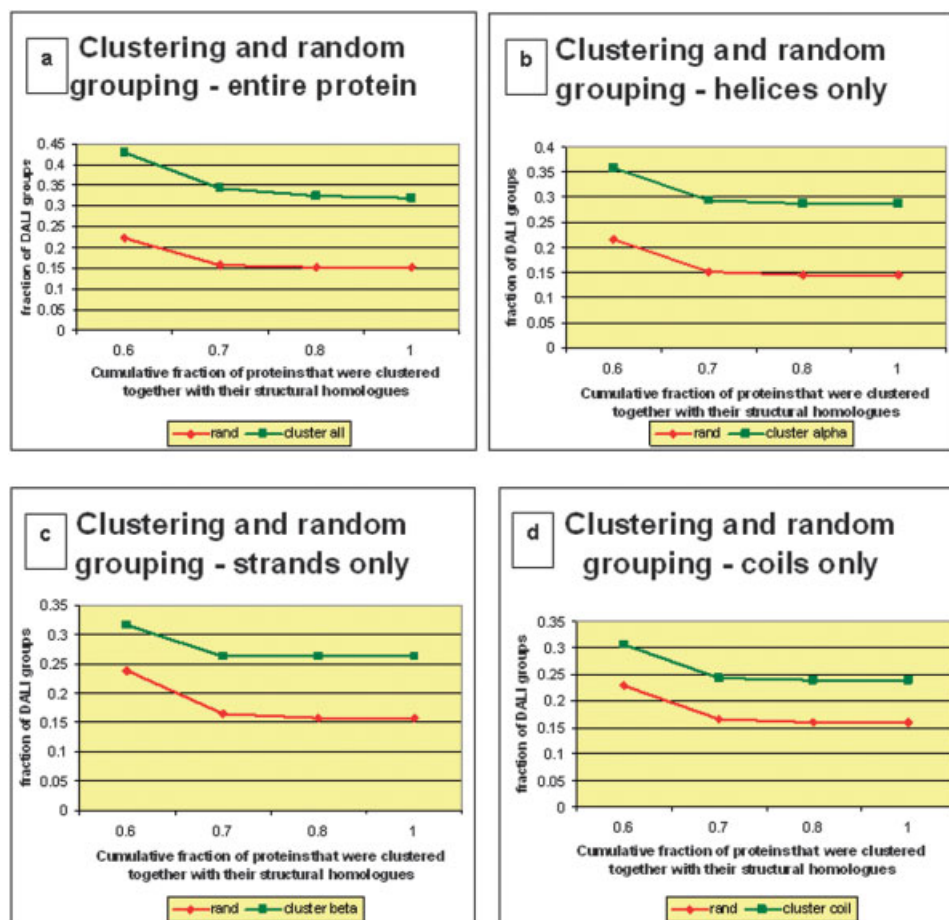 a
Clustering and random
grouping - entire protein
fraction of DALI groups
0.45
0.4
0.35
0.3
0.25
0.2
0.15
0.1
0.05
0
0.6 0.7 0.8 1
Cumulative fraction of proteins that were clustered
together with their structural homologues
rand cluster all
b
Clustering and random
grouping - helices only
fraction of DALI groups
0.4
0.35
0.3
0.25
0.2
0.15
0.1
0.05
0
0.6 0.7 0.8 1
Cumulative fraction of proteins that were clustered
together with their structural homologues
rand cluster alpha
c
Clustering and random
grouping - strands only
fraction of DALI groups
0.35
0.3
0.25
0.2
0.15
0.1
0.05
0
0.6 0.7 0.8 1
Cumulative fraction of proteins that were clustered
together with their structural homologues
rand cluster beta
d
Clustering and random
grouping - coils only
fraction of DALI groups
0.35
0.3
0.25
0.2
0.15
0.1
0.05
0
0.6 0.7 0.8 1
Cumulative fraction of proteins that were clustered
together with their structural homologues
rand cluster coil